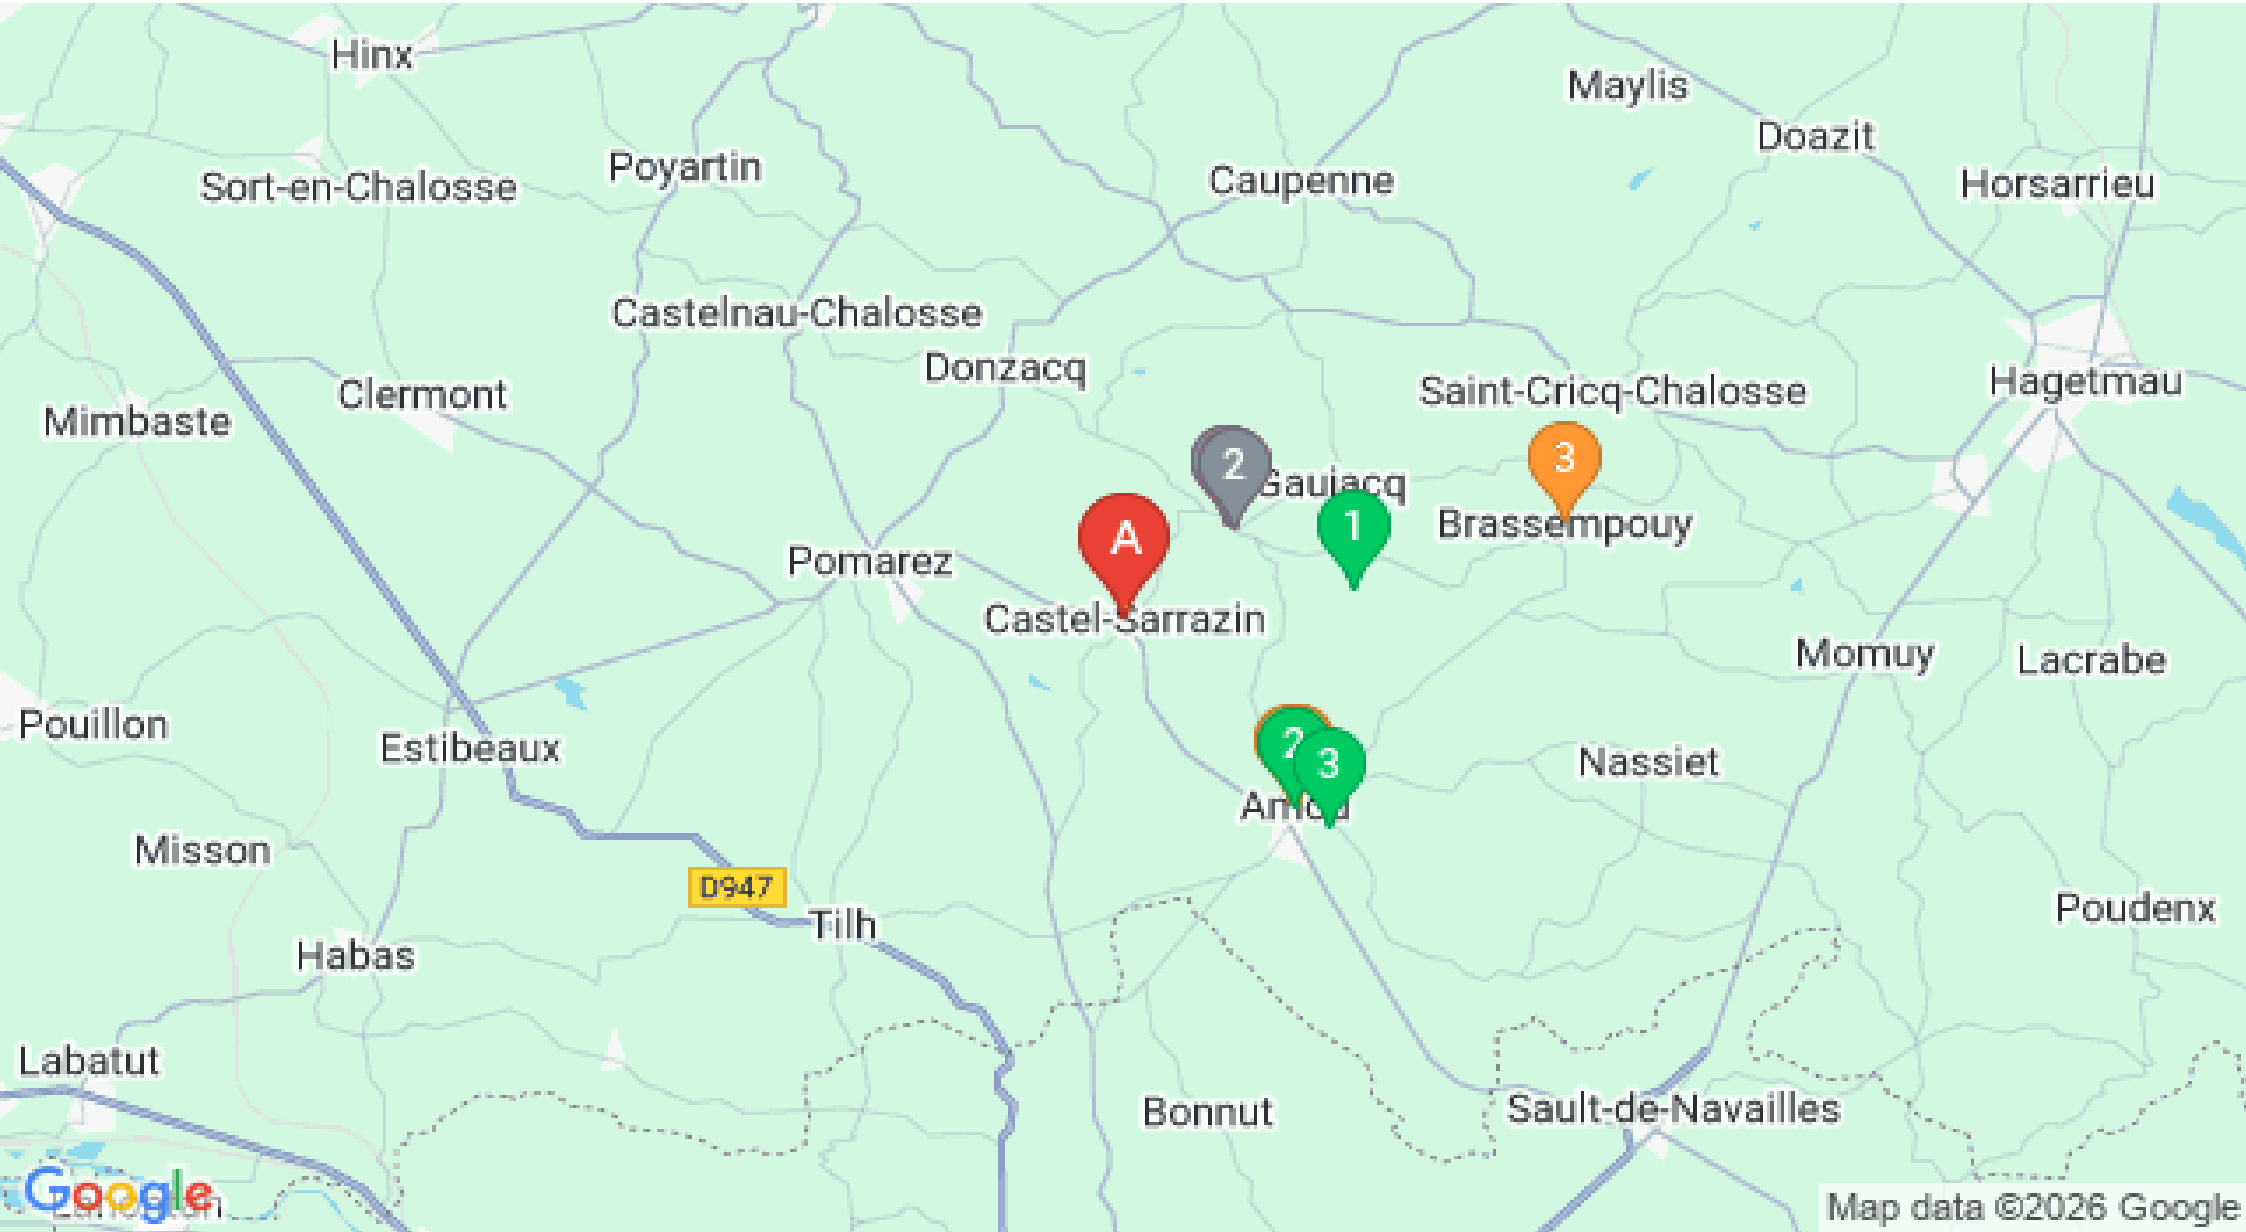 Hinx
Maylis
Doazit
Poyartin
Caupenne
Sort-en-Chalosse
Horsarrieu
Castelnau-Chalosse
Donzacq
Hagetmau
Clermont
Saint-Cricq-Chalosse
Mimbaste
3
2
Gaujacq
1
Brassempouy
A
Pomarez
Castel-Sarrazin
Momuy
Lacrabe
Pouillon
Estibeaux
2
3
Nassiet
Amou
Misson
D947
Poudenx
Tilh
Habas
Labatut
Bonnut
Sault-de-Navailles
Google
Map data ©2026 Google